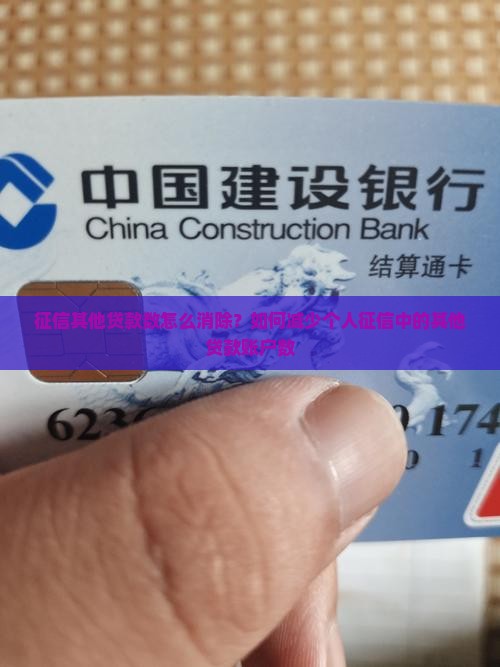 中国建设银行
China Construction Bank
结算通卡
征信其他贷款数怎么消除？如何减少个人征信中的其他
贷款账户数
623
0 174
0 1